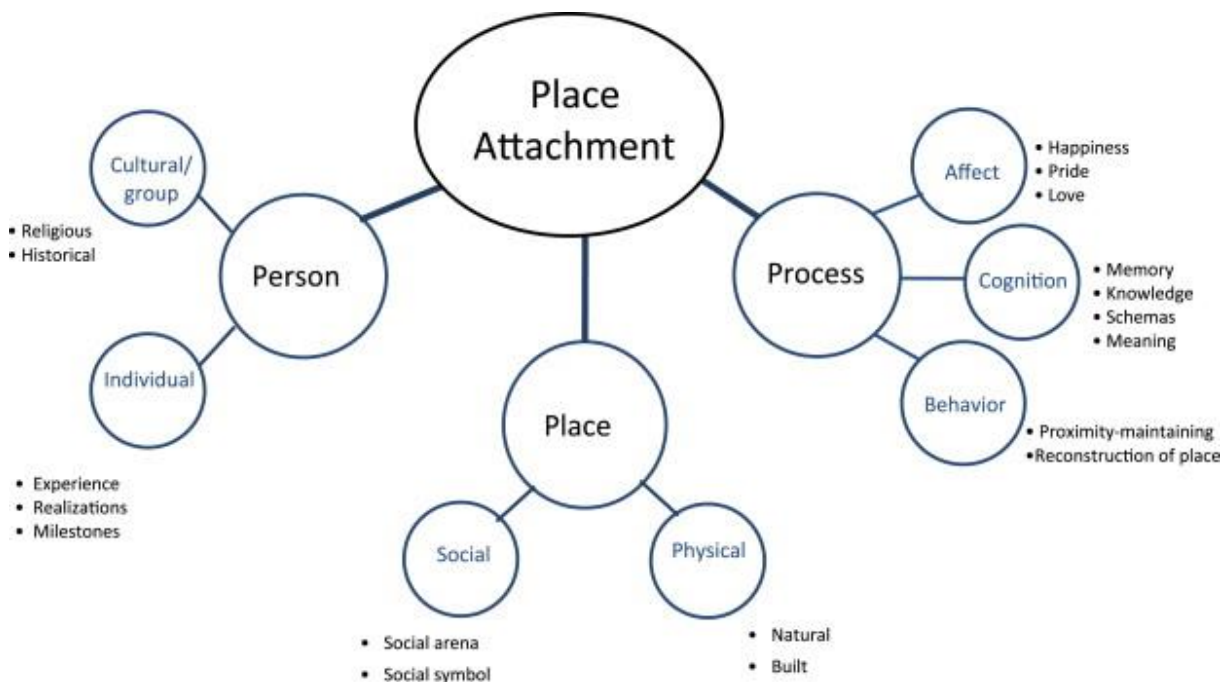 Place
Attachment
Cultural/
group
• Religious
• Historical
Person
Individual
• Experience
• Realizations
• Milestones
Place
Social
• Social arena
• Social symbol
Physical
• Natural
• Built
Process
Affect
• Happiness
• Pride
• Love
Cognition
• Memory
• Knowledge
• Schemas
• Meaning
Behavior
• Proximity-maintaining
•Reconstruction of place